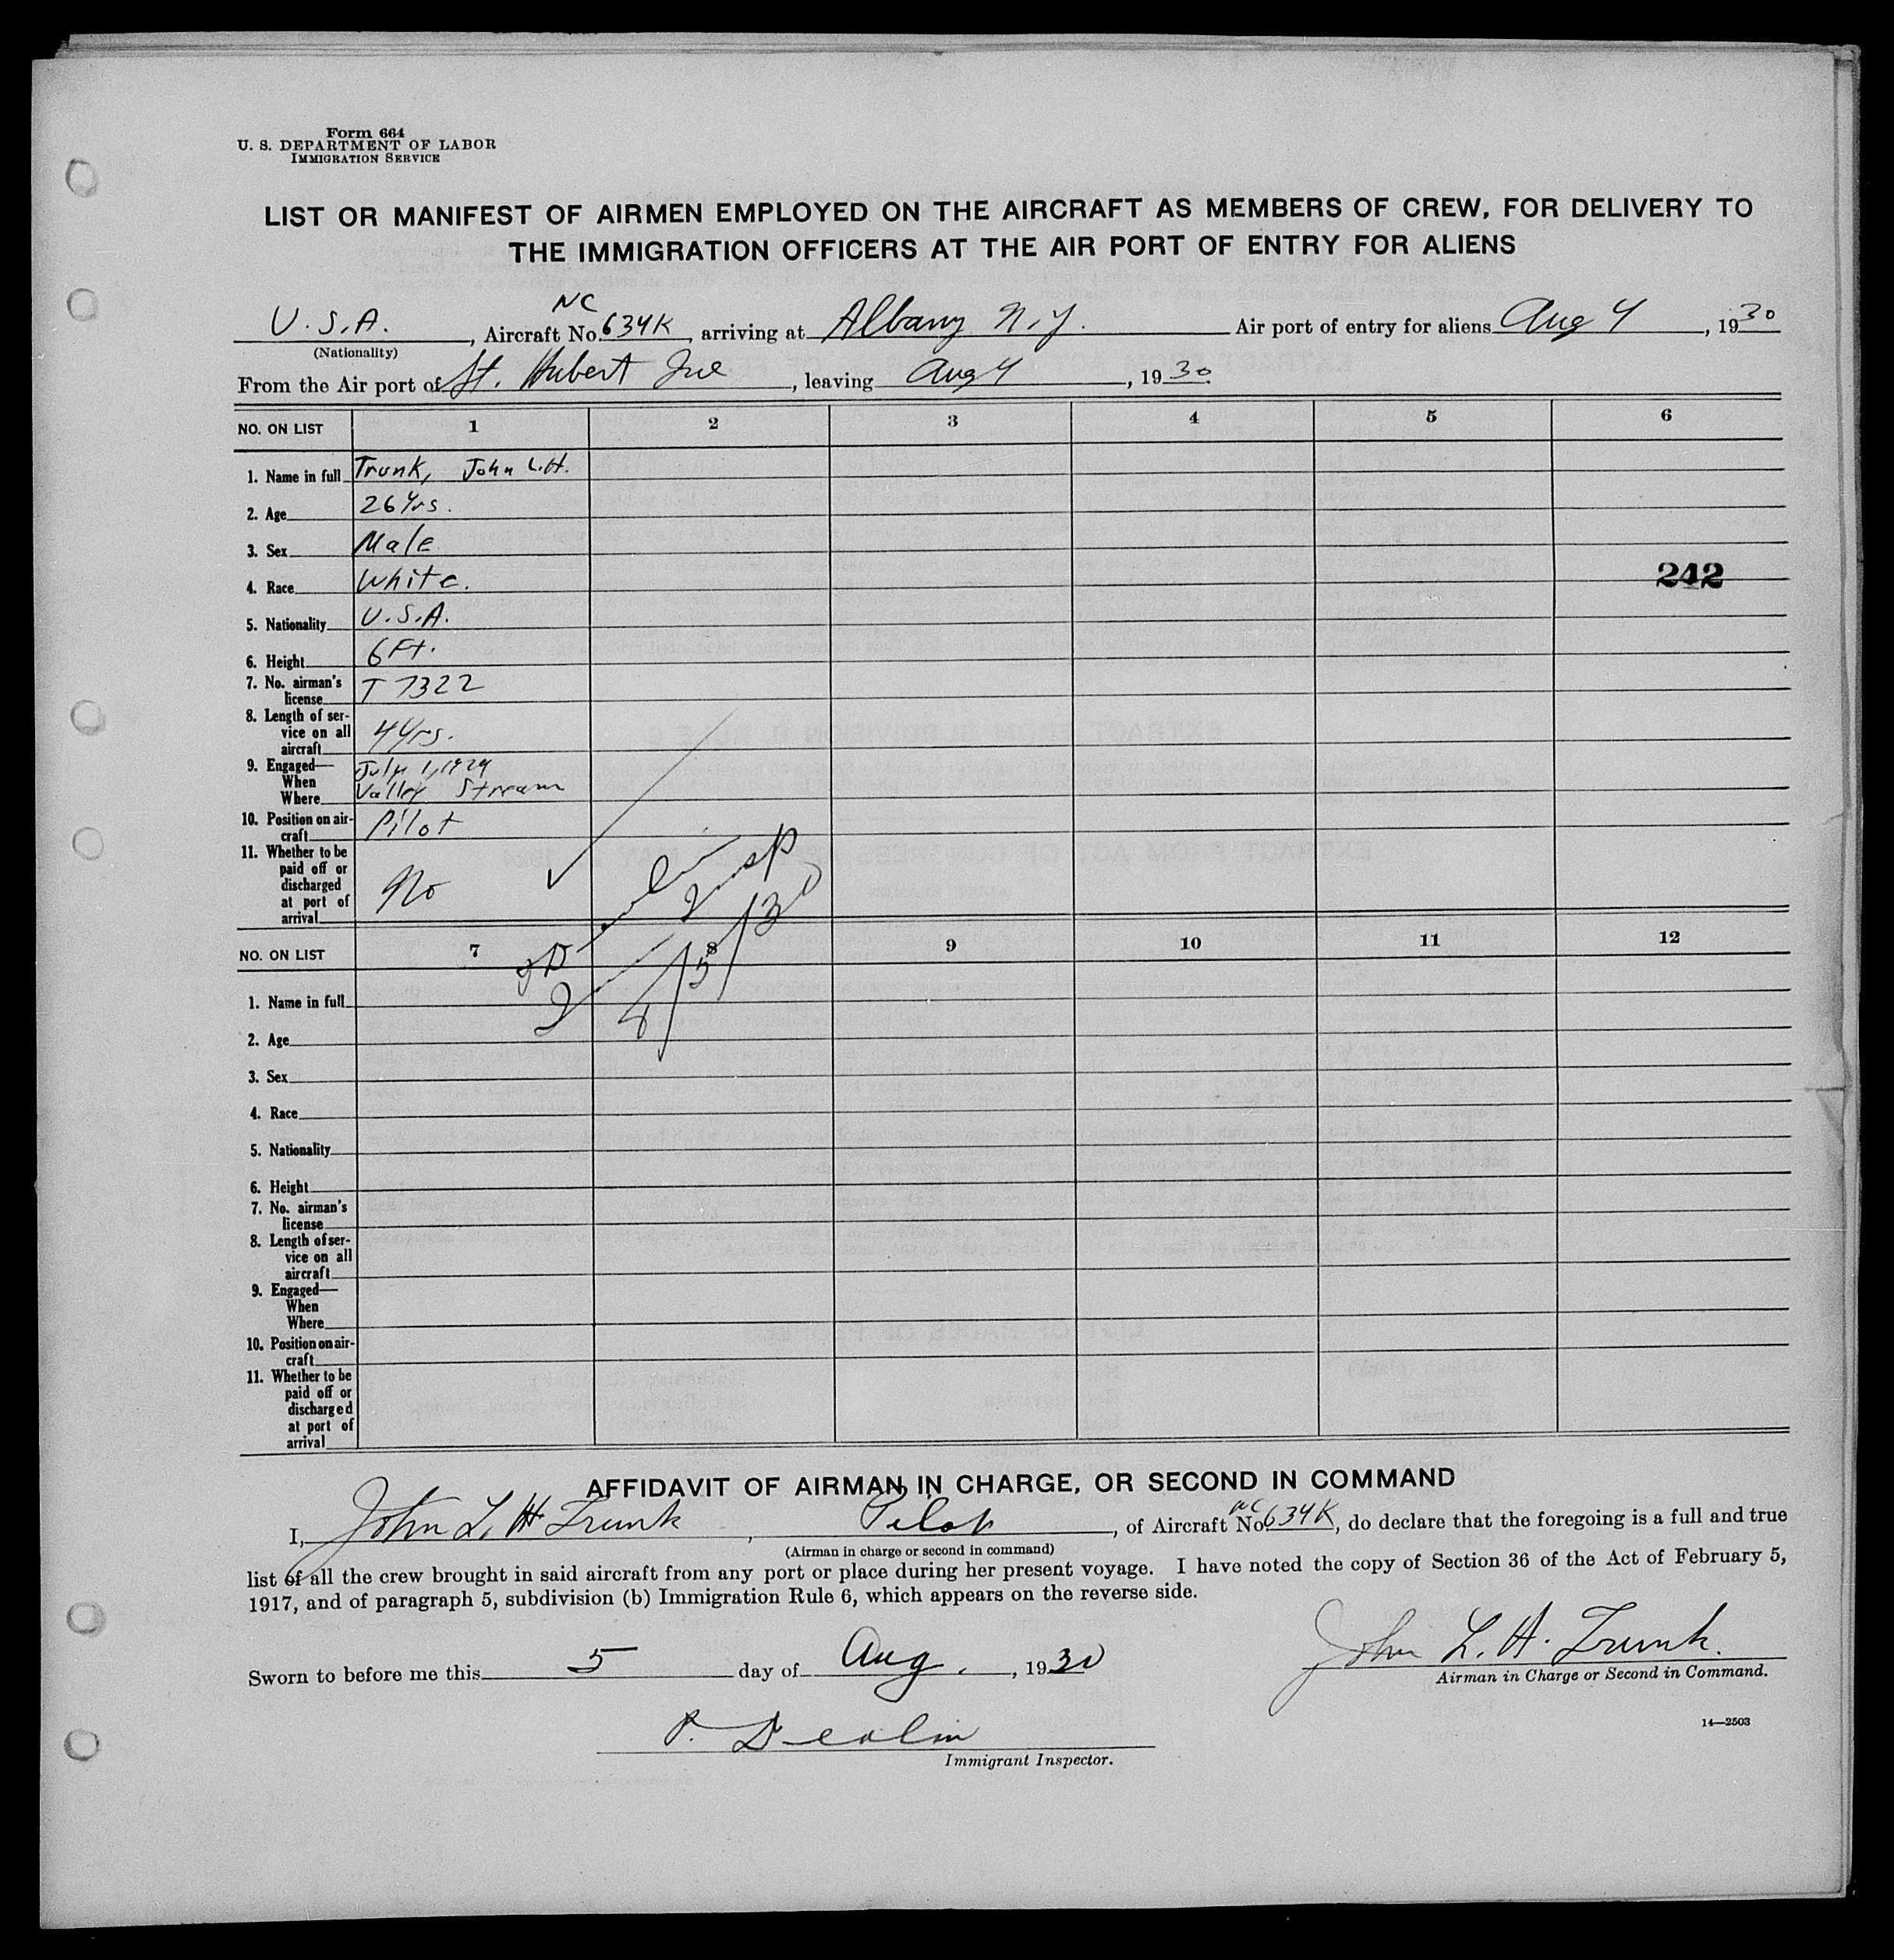 Form 664
U. S. DEPARTMENT OF LABOR
IMMIGRATION SERVICE
LIST OR MANIFEST OF AIRMEN EMPLOYED ON THE AIRCRAFT AS MEMBERS OF CREW, FOR DELIVERY TO
THE IMMIGRATION OFFICERS AT THE AIR PORT OF ENTRY FOR ALIENS
NC
U.S.A., Aircraft No. 634K, arriving at Albany N.Y. Air port of entry for aliens Aug 4, 1930
(Nationality)
From the Air port of St. Hubert Que, leaving Aug 4, 1930.
NO. ON LIST 1 2 3 4 5 6
1. Name in full Trunk, John L.H.
2. Age 26 Yrs.
3. Sex Male
4. Race White.
242
5. Nationality U.S.A.
6. Height 6 Ft.
7. No. airman's
license T 7322
8. Length of ser-
vice on all
aircraft 4 Yrs.
9. Engaged—
When July 1, 1929
Where Valley Stream
10. Position on air-
craft Pilot
11. Whether to be
paid off or
discharged
at port of
arrival No
8/5/30
NO. ON LIST 7 8 9 10 11 12
1. Name in full
2. Age
3. Sex
4. Race
5. Nationality
6. Height
7. No. airman's
license
8. Length of ser-
vice on all
aircraft
9. Engaged—
When
Where
10. Position on air-
craft
11. Whether to be
paid off or
discharged
at port of
arrival
AFFIDAVIT OF AIRMAN IN CHARGE, OR SECOND IN COMMAND
NC
I, John L. H. Trunk, Pilot, of Aircraft No. 634K, do declare that the foregoing is a full and true
(Airman in charge or second in command)
list of all the crew brought in said aircraft from any port or place during her present voyage. I have noted the copy of Section 36 of the Act of February 5,
1917, and of paragraph 5, subdivision (b) Immigration Rule 6, which appears on the reverse side.
John L. H. Trunk.
Airman in Charge or Second in Command.
Sworn to before me this 5 day of Aug., 1930
14—2503
P. Devlin
Immigrant Inspector.